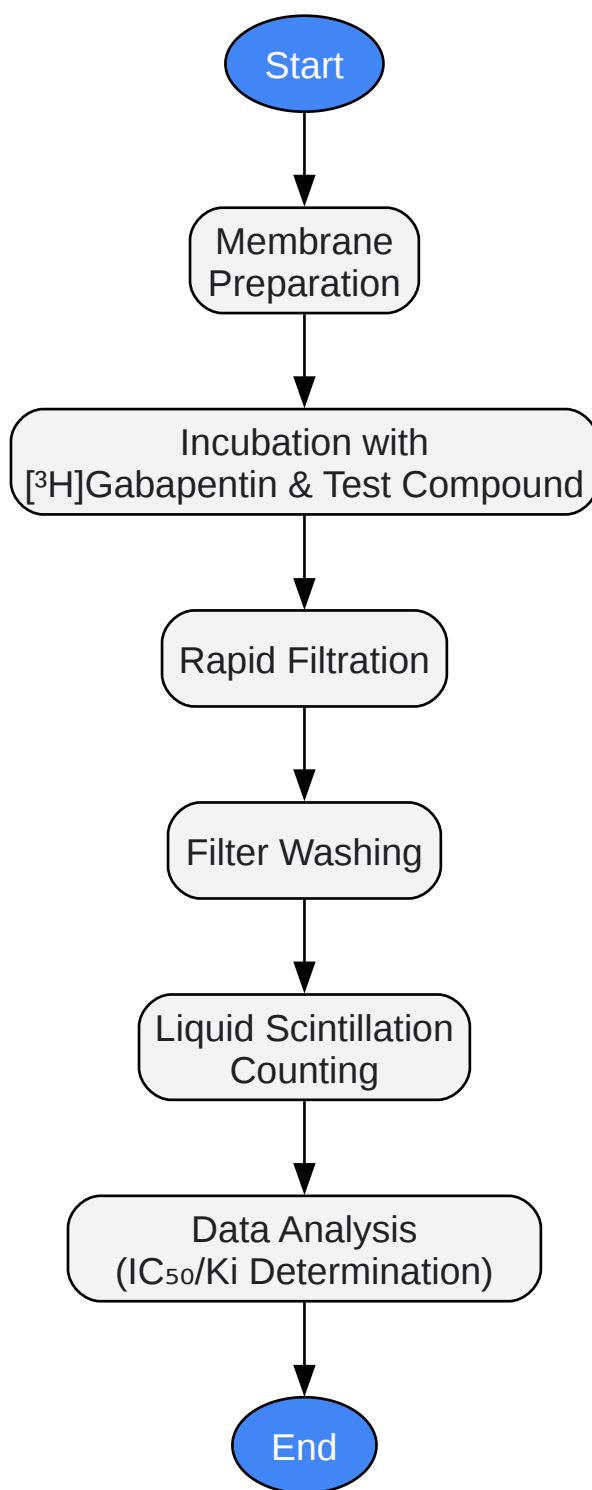 Start
Membrane
Preparation
Incubation with
[³H]Gabapentin & Test Compound
Rapid Filtration
Filter Washing
Liquid Scintillation
Counting
Data Analysis
(IC₅₀/Ki Determination)
End